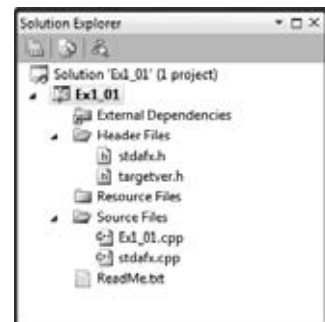 Solution Explorer
Solution 'Ex1_01' (1 project)
Ex1_01
External Dependencies
Header Files
stdafx.h
targetver.h
Resource Files
Source Files
Ex1_01.cpp
stdafx.cpp
ReadMe.txt